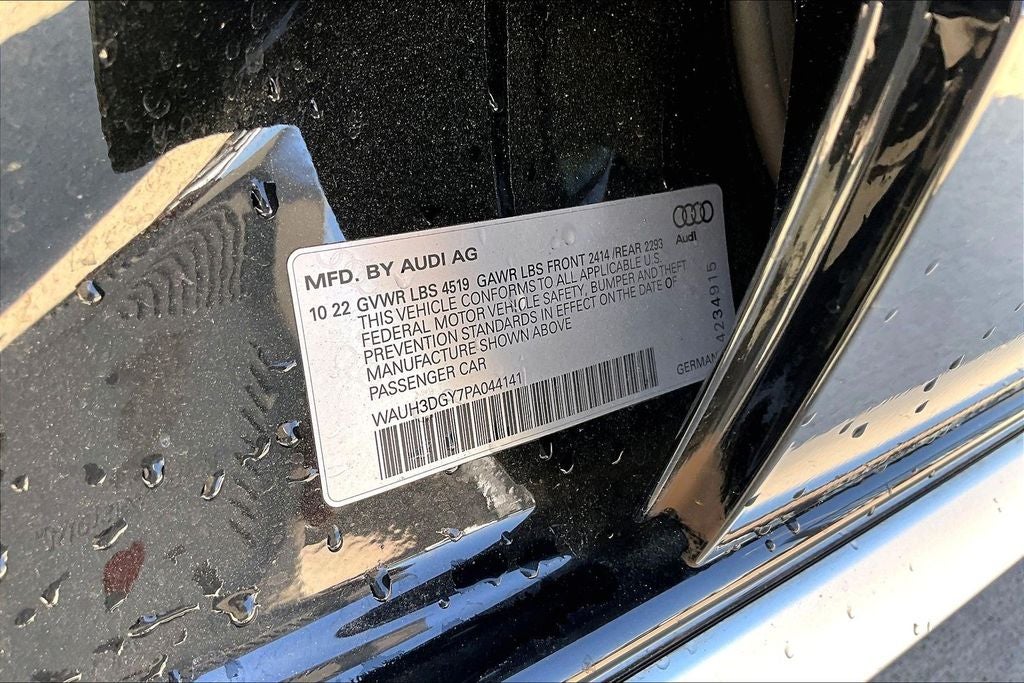 MFD. BY AUDI AG
Audi
10 22 GVWR LBS 4519 GAWR LBS FRONT 2414 /REAR 2293
THIS VEHICLE CONFORMS TO ALL APPLICABLE U.S.
FEDERAL MOTOR VEHICLE SAFETY, BUMPER AND THEFT
PREVENTION STANDARDS IN EFFECT ON THE DATE OF
MANUFACTURE SHOWN ABOVE
PASSENGER CAR
WAUH3DGY7PA044141
GERMAN
4234915